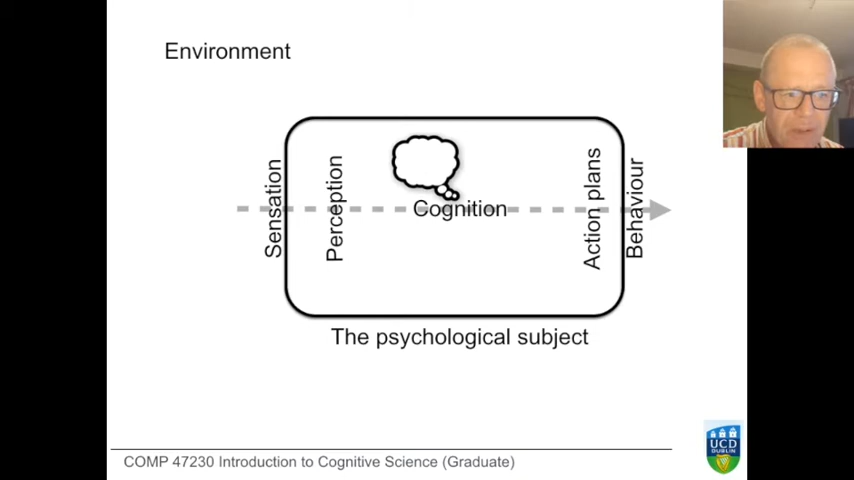 Environment
Sensation
Perception
Cognition
Action plans
Behaviour
The psychological subject
COMP 47230 Introduction to Cognitive Science (Graduate)
UCD
DUBLIN